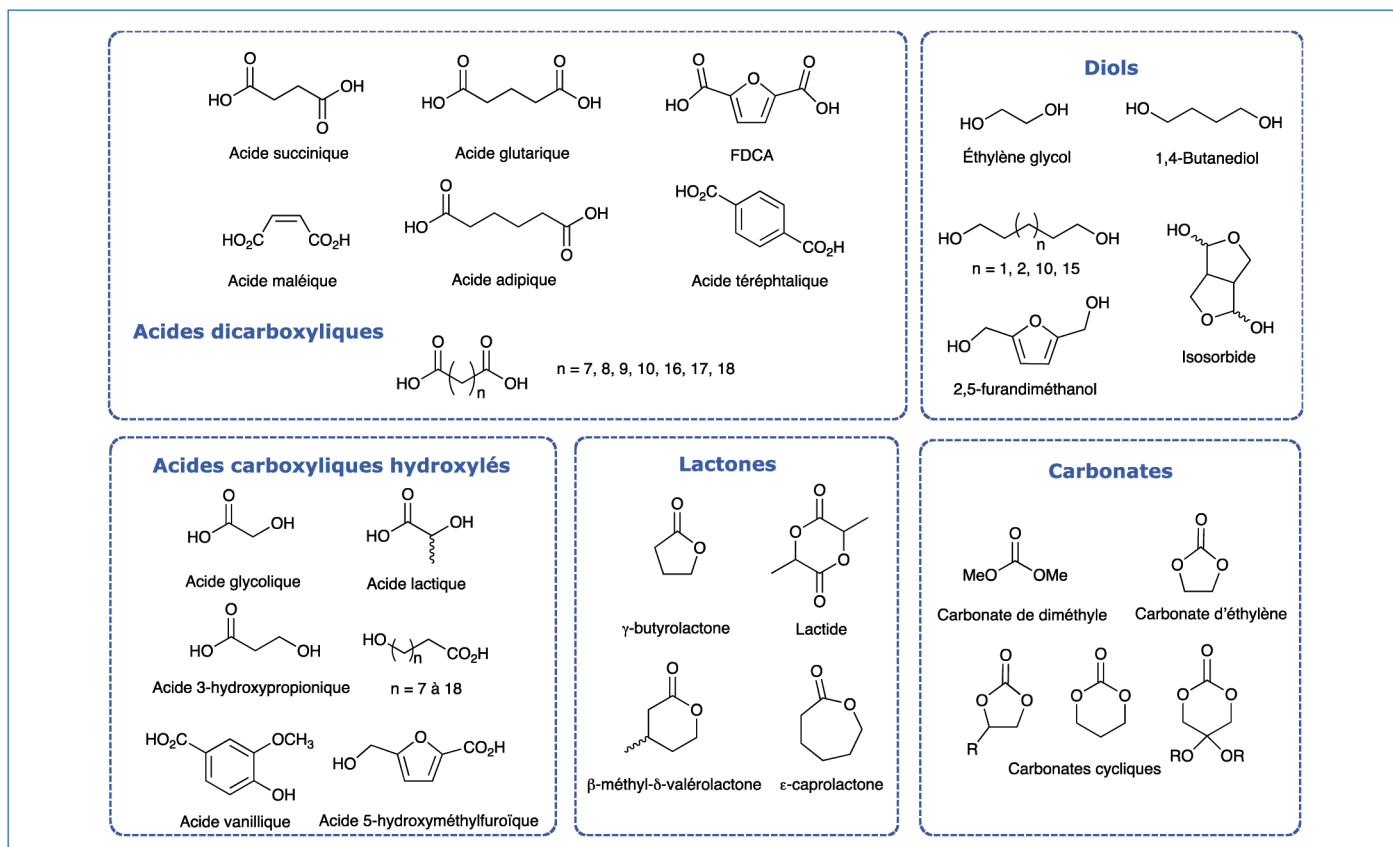 O
HO
OH
O
Acide succinique
O
O
HO
OH
Acide glutarique
O
O
O
HO
OH
FDCA
HO₂C
CO₂H
Acide maléique
O
HO
OH
O
Acide adipique
HO₂C
CO₂H
Acide téréphtalique
Acides dicarboxyliques
O
O
HO
OH
n
n = 7, 8, 9, 10, 16, 17, 18
Diols
HO
OH
Éthylène glycol
HO
OH
1,4-Butanediol
HO
OH
n
n = 1, 2, 10, 15
HO
O
O
OH
Isosorbide
OH
O
HO
2,5-furandiméthanol
Acides carboxyliques hydroxylés
O
OH
HO
Acide glycolique
O
OH
HO
Acide lactique
O
HO
OH
Acide 3-hydroxypropionique
HO
n
CO₂H
n = 7 à 18
HO₂C
OCH₃
OH
Acide vanillique
O
CO₂H
HO
Acide 5-hydroxyméthylfuroïque
Lactones
O
O
γ-butyrolactone
O
O
O
O
Lactide
O
O
β-méthyl-δ-valérolactone
O
O
ε-caprolactone
Carbonates
O
MeO
OMe
Carbonate de diméthyle
O
O
O
Carbonate d'éthylène
O
O
O
R
O
O
O
O
O
O
RO
OR
Carbonates cycliques